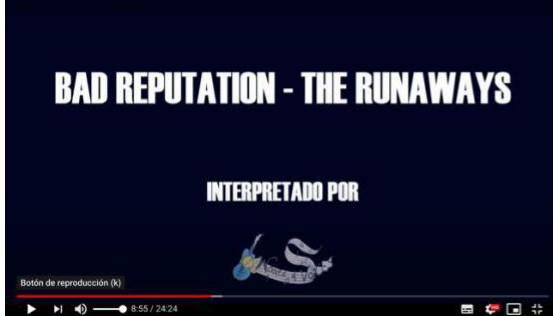 BAD REPUTATION - THE RUNAWAYS
INTERPRETADO POR
Botón de reproducción (k)
8:55 / 24:24